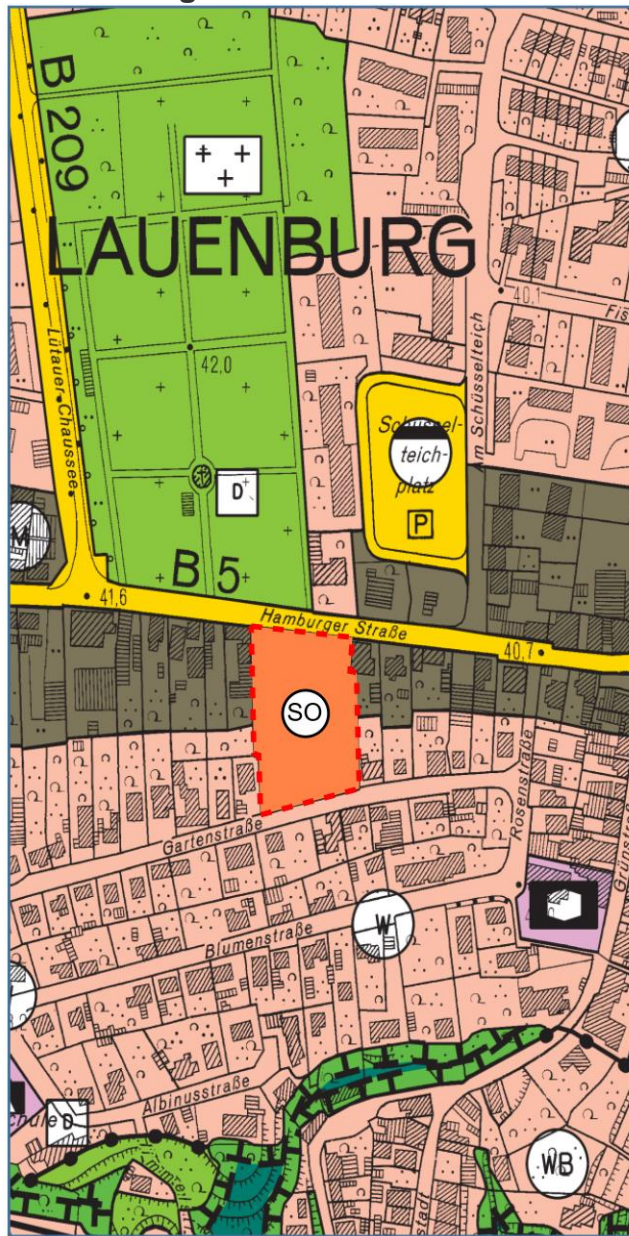 B 209
LAUENBURG
40,1
Lütauer Chaussee
42,0
Am Schüsselteich
Schüssel-
teich-
platz
D
P
M
B 5
41,6
Hamburger Straße
40,7
SO
Rosenstraße
Gartenstraße
Grünstraße
W
Blumenstraße
Albinusstraße
D
WB